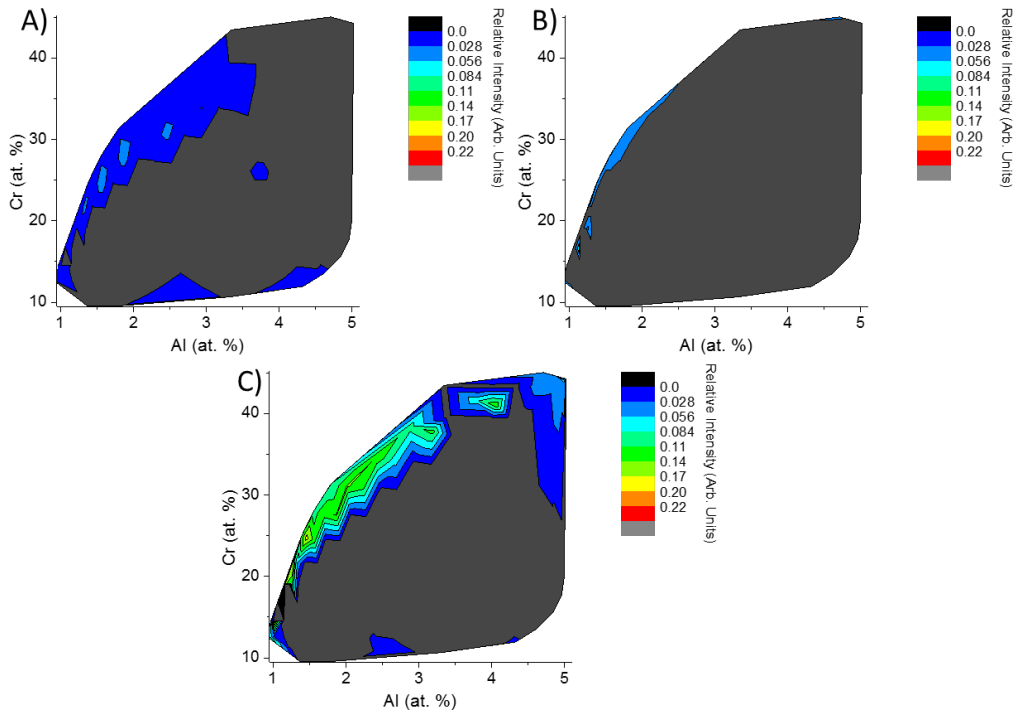 A)
40
30
20
10
Cr (at. %)
1 2 3 4 5
Al (at. %)
0.0
0.028
0.056
0.084
0.11
0.14
0.17
0.20
0.22
Relative Intensity (Arb. Units)
B)
40
30
20
10
Cr (at. %)
1 2 3 4 5
Al (at. %)
0.0
0.028
0.056
0.084
0.11
0.14
0.17
0.20
0.22
Relative Intensity (Arb. Units)
C)
40
30
20
10
Cr (at. %)
1 2 3 4 5
Al (at. %)
0.0
0.028
0.056
0.084
0.11
0.14
0.17
0.20
0.22
Relative Intensity (Arb. Units)